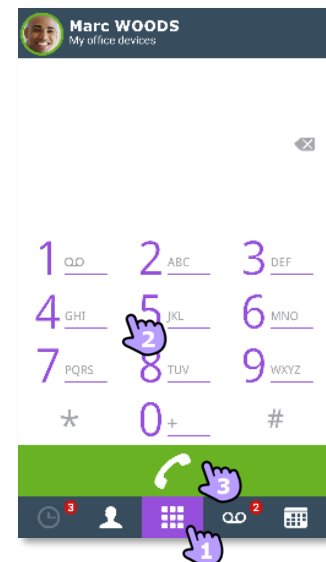 Marc WOODS
My office devices
1 2 ABC 3 DEF
4 GHI 5 JKL 6 MNO
2
7 PQRS 8 TUV 9 WXYZ
* 0 + #
3
3 2
1